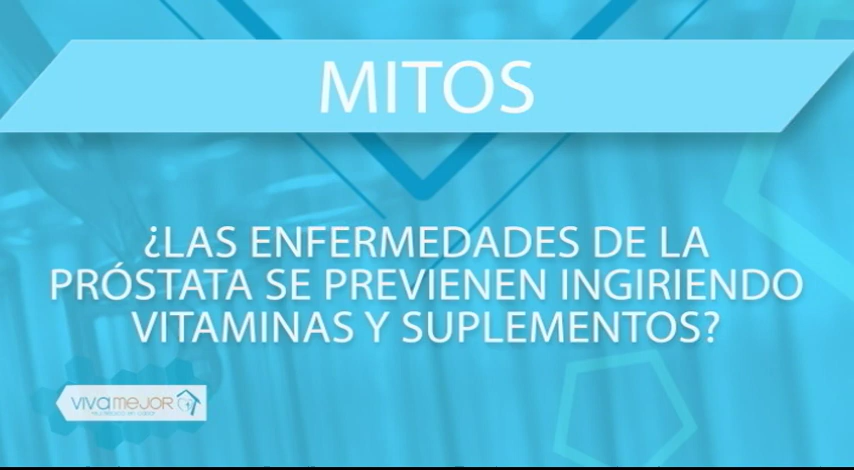 MITOS
¿LAS ENFERMEDADES DE LA
PRÓSTATA SE PREVIENEN INGIRIENDO
VITAMINAS Y SUPLEMENTOS?
VIVAMEJOR